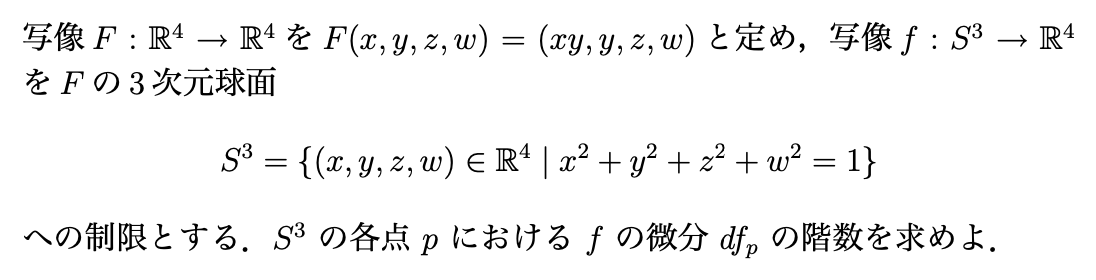 写像 F : ℝ⁴ → ℝ⁴ を F(x, y, z, w) = (xy, y, z, w) と定め，写像 f : S³ → ℝ⁴
を F の 3 次元球面
S³ = {(x, y, z, w) ∈ ℝ⁴ | x² + y² + z² + w² = 1}
への制限とする．S³ の各点 p における f の微分 df_p の階数を求めよ．